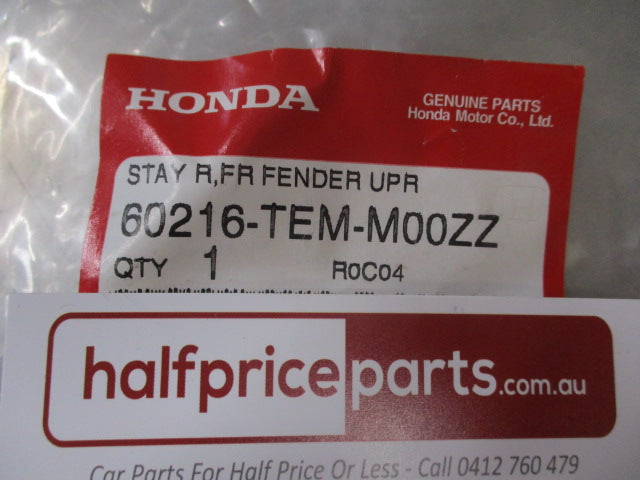 HONDA
GENUINE PARTS
Honda Motor Co., Ltd.
STAY R,FR FENDER UPR
60216-TEM-M00ZZ
QTY 1 R0C04
halfpriceparts.com.au
Car Parts For Half Price Or Less - Call 0412 760 479